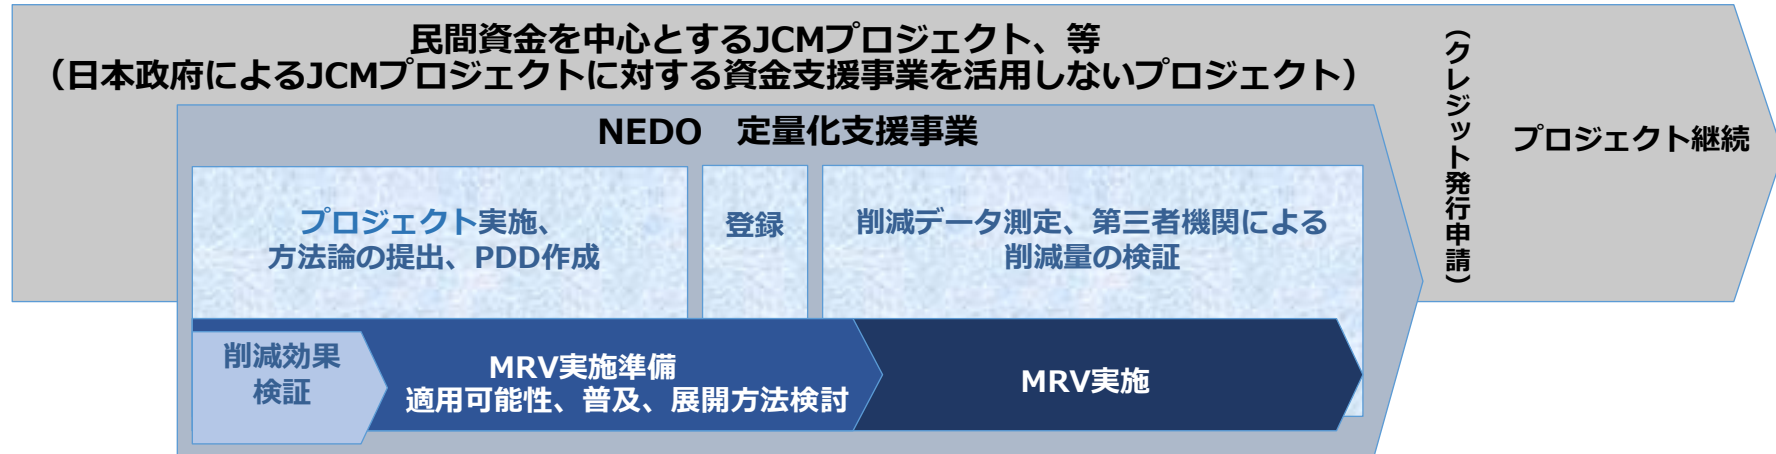 民間資金を中心とするJCMプロジェクト、等
（日本政府によるJCMプロジェクトに対する資金支援事業を活用しないプロジェクト）
NEDO　定量化支援事業
プロジェクト実施、
方法論の提出、PDD作成
登録
削減データ測定、第三者機関による
削減量の検証
削減効果
検証
MRV実施準備
適用可能性、普及、展開方法検討
MRV実施
（クレジット発行申請）
プロジェクト継続